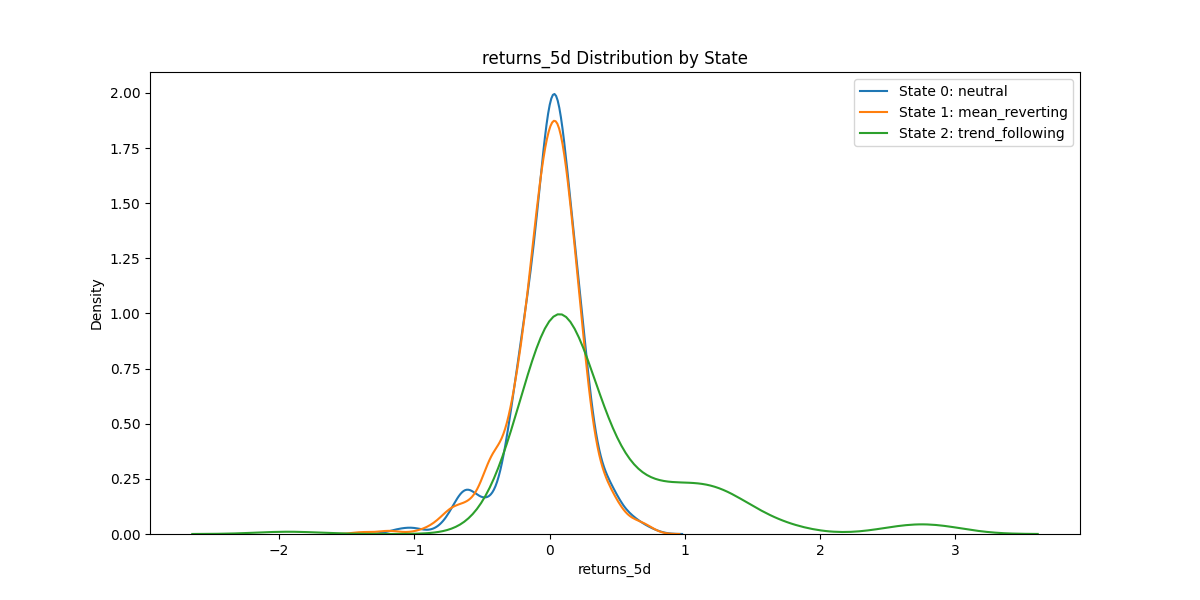 returns_5d Distribution by State
State 0: neutral
State 1: mean_reverting
State 2: trend_following
Density
2.00
1.75
1.50
1.25
1.00
0.75
0.50
0.25
0.00
−2
−1
0
1
2
3
returns_5d